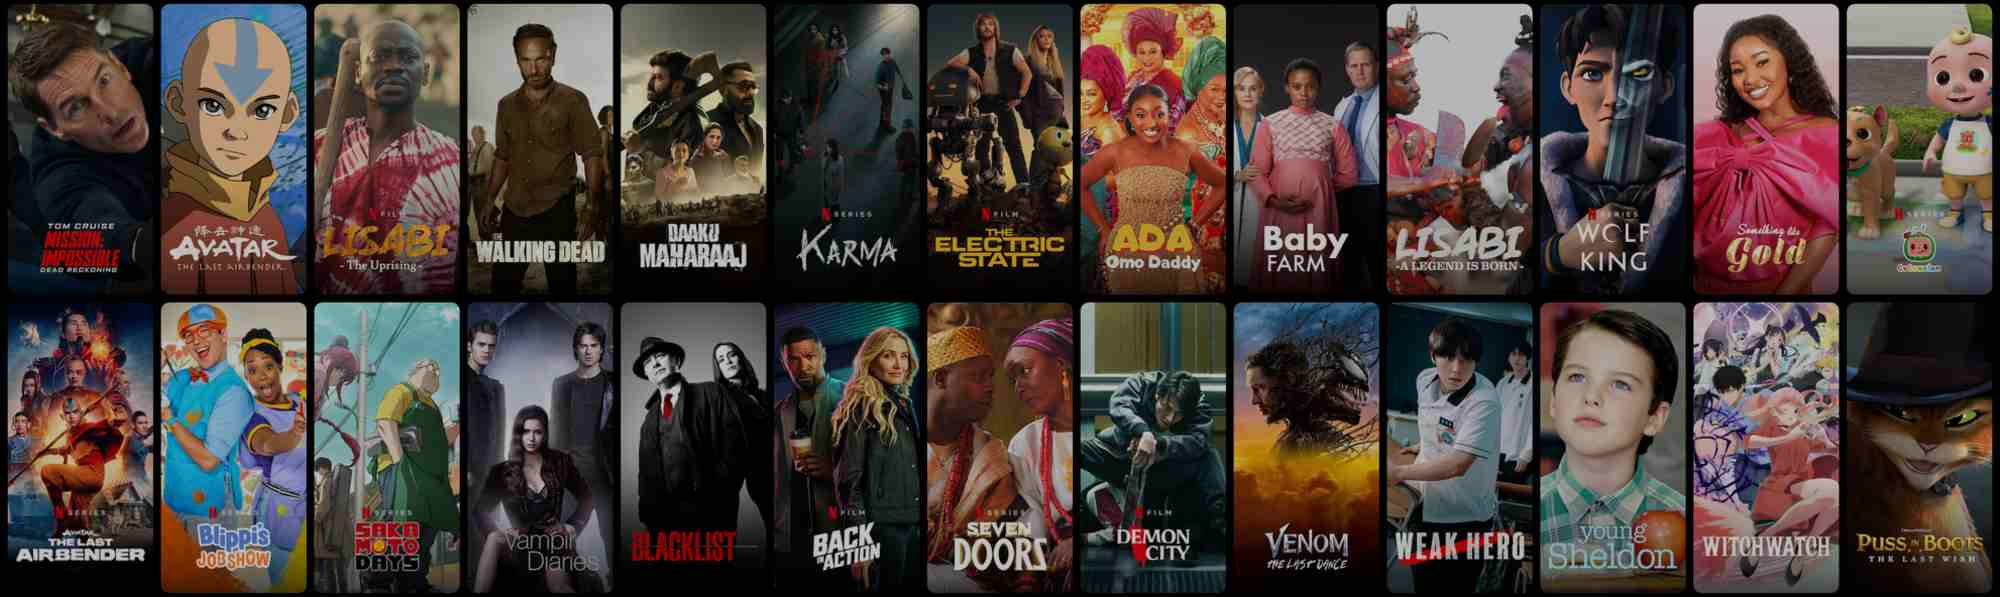 TOM CRUISE
MISSION:
IMPOSSIBLE
DEAD RECKONING
降去神通
AVATAR
THE LAST AIRBENDER
N FILM
LISABI
- The Uprising -
THE
WALKING DEAD
DAAKU
MAHARAAJ
N SERIES
KARMA
N FILM
THE
ELECTRIC
STATE
ADA
Omo Daddy
Baby
FARM
LISABI
-A LEGEND IS BORN-
N SERIES
WOLF
KING
Something like
Gold
N SERIES
CoComelon
N SERIES
AVATAR
THE LAST
AIRBENDER
N SERIES
Blippi's
JOB SHOW
N SERIES
SAKA
MOTO
DAYS
Vampire
Diaries
BLACKLIST
N FILM
BACK
IN ACTION
N SERIES
SEVEN
DOORS
N FILM
DEMON
CITY
VENOM
THE LAST DANCE
WEAK HERO
young
Sheldon
WITCHWATCH
DREAMWORKS
PUSS IN BOOTS
THE LAST WISH